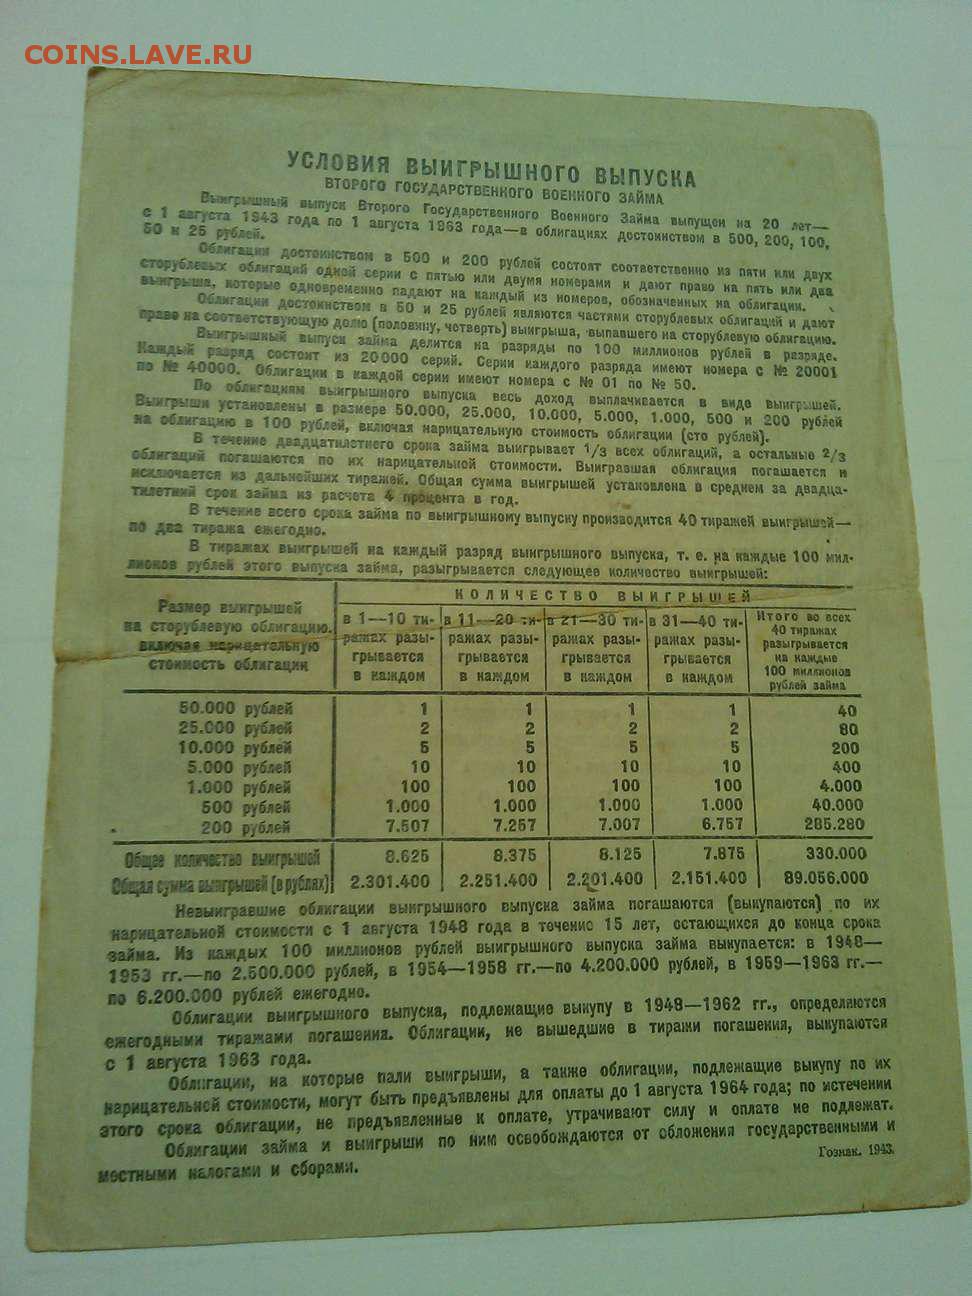 COINS.LAVE.RU
УСЛОВИЯ ВЫИГРЫШНОГО ВЫПУСКА
ВТОРОГО ГОСУДАРСТВЕННОГО ВОЕННОГО ЗАЙМА
Выигрышный выпуск Второго Государственного Военного Займа выпущен на 20 лет—
с 1 августа 1943 года по 1 августа 1963 года—в облигациях достоинством в 500, 200, 100,
50 и 25 рублей.
Облигации достоинством в 500 и 200 рублей состоят соответственно из пяти или двух
сторублевых облигаций одной серии с пятью или двумя номерами и дают право на пять или два
выигрыша, которые одновременно падают на каждый из номеров, обозначенных на облигации.
Облигации достоинством в 50 и 25 рублей являются частями сторублевых облигаций и дают
право на соответствующую долю (половину, четверть) выигрыша, выпавшего на сторублевую облигацию.
Выигрышный выпуск займа делится на разряды по 100 миллионов рублей в разряде.
Каждый разряд состоит из 20000 серий. Серии каждого разряда имеют номера с № 20001
по № 40000. Облигации в каждой серии имеют номера с № 01 по № 50.
По облигациям выигрышного выпуска весь доход выплачивается в виде выигрышей.
Выигрыши установлены в размере 50.000, 25.000, 10.000, 5.000, 1.000, 500 и 200 рублей
на облигацию в 100 рублей, включая нарицательную стоимость облигации (сто рублей).
В течение двадцатилетнего срока займа выигрывает 1/3 всех облигаций, а остальные 2/3
облигаций погашаются по их нарицательной стоимости. Выигравшая облигация погашается и
исключается из дальнейших тиражей. Общая сумма выигрышей установлена в среднем за двадца-
тилетний срок займа из расчета 4 процента в год.
В течение всего срока займа по выигрышному выпуску производится 40 тиражей выигрышей—
по два тиража ежегодно.
В тиражах выигрышей на каждый разряд выигрышного выпуска, т. е. на каждые 100 мил-
лионов рублей этого выпуска займа, разыгрывается следующее количество выигрышей:
Размер выигрышей
на сторублевую облигацию,
включая нарицательную
стоимость облигации
КОЛИЧЕСТВО ВЫИГРЫШЕЙ
в 1—10 ти-
ражах разы-
грывается
в каждом
в 11—20 ти-
ражах разы-
грывается
в каждом
в 21—30 ти-
ражах разы-
грывается
в каждом
в 31—40 ти-
ражах разы-
грывается
в каждом
Итого во всех
40 тиражах
разыгрывается
на каждые
100 миллионов
рублей займа
50.000 рублей 1 1 1 1 40
25.000 рублей 2 2 2 2 80
10.000 рублей 5 5 5 5 200
5.000 рублей 10 10 10 10 400
1.000 рублей 100 100 100 100 4.000
500 рублей 1.000 1.000 1.000 1.000 40.000
200 рублей 7.507 7.257 7.007 6.757 285.280
Общее количество выигрышей 8.625 8.375 8.125 7.875 330.000
Общая сумма выигрышей (в рублях) 2.301.400 2.251.400 2.201.400 2.151.400 89.056.000
Невыигравшие облигации выигрышного выпуска займа погашаются (выкупаются) по их
нарицательной стоимости с 1 августа 1948 года в течение 15 лет, остающихся до конца срока
займа. Из каждых 100 миллионов рублей выигрышного выпуска займа выкупается: в 1948—
1953 гг.—по 2.500.000 рублей, в 1954—1958 гг.—по 4.200.000 рублей, в 1959—1963 гг.—
по 6.200.000 рублей ежегодно.
Облигации выигрышного выпуска, подлежащие выкупу в 1948—1962 гг., определяются
ежегодными тиражами погашения. Облигации, не вышедшие в тиражи погашения, выкупаются
с 1 августа 1963 года.
Облигации, на которые пали выигрыши, а также облигации, подлежащие выкупу по их
нарицательной стоимости, могут быть предъявлены для оплаты до 1 августа 1964 года; по истечении
этого срока облигации, не предъявленные к оплате, утрачивают силу и оплате не подлежат.
Облигации займа и выигрыши по ним освобождаются от обложения государственными и
местными налогами и сборами.
Гознак. 1943.